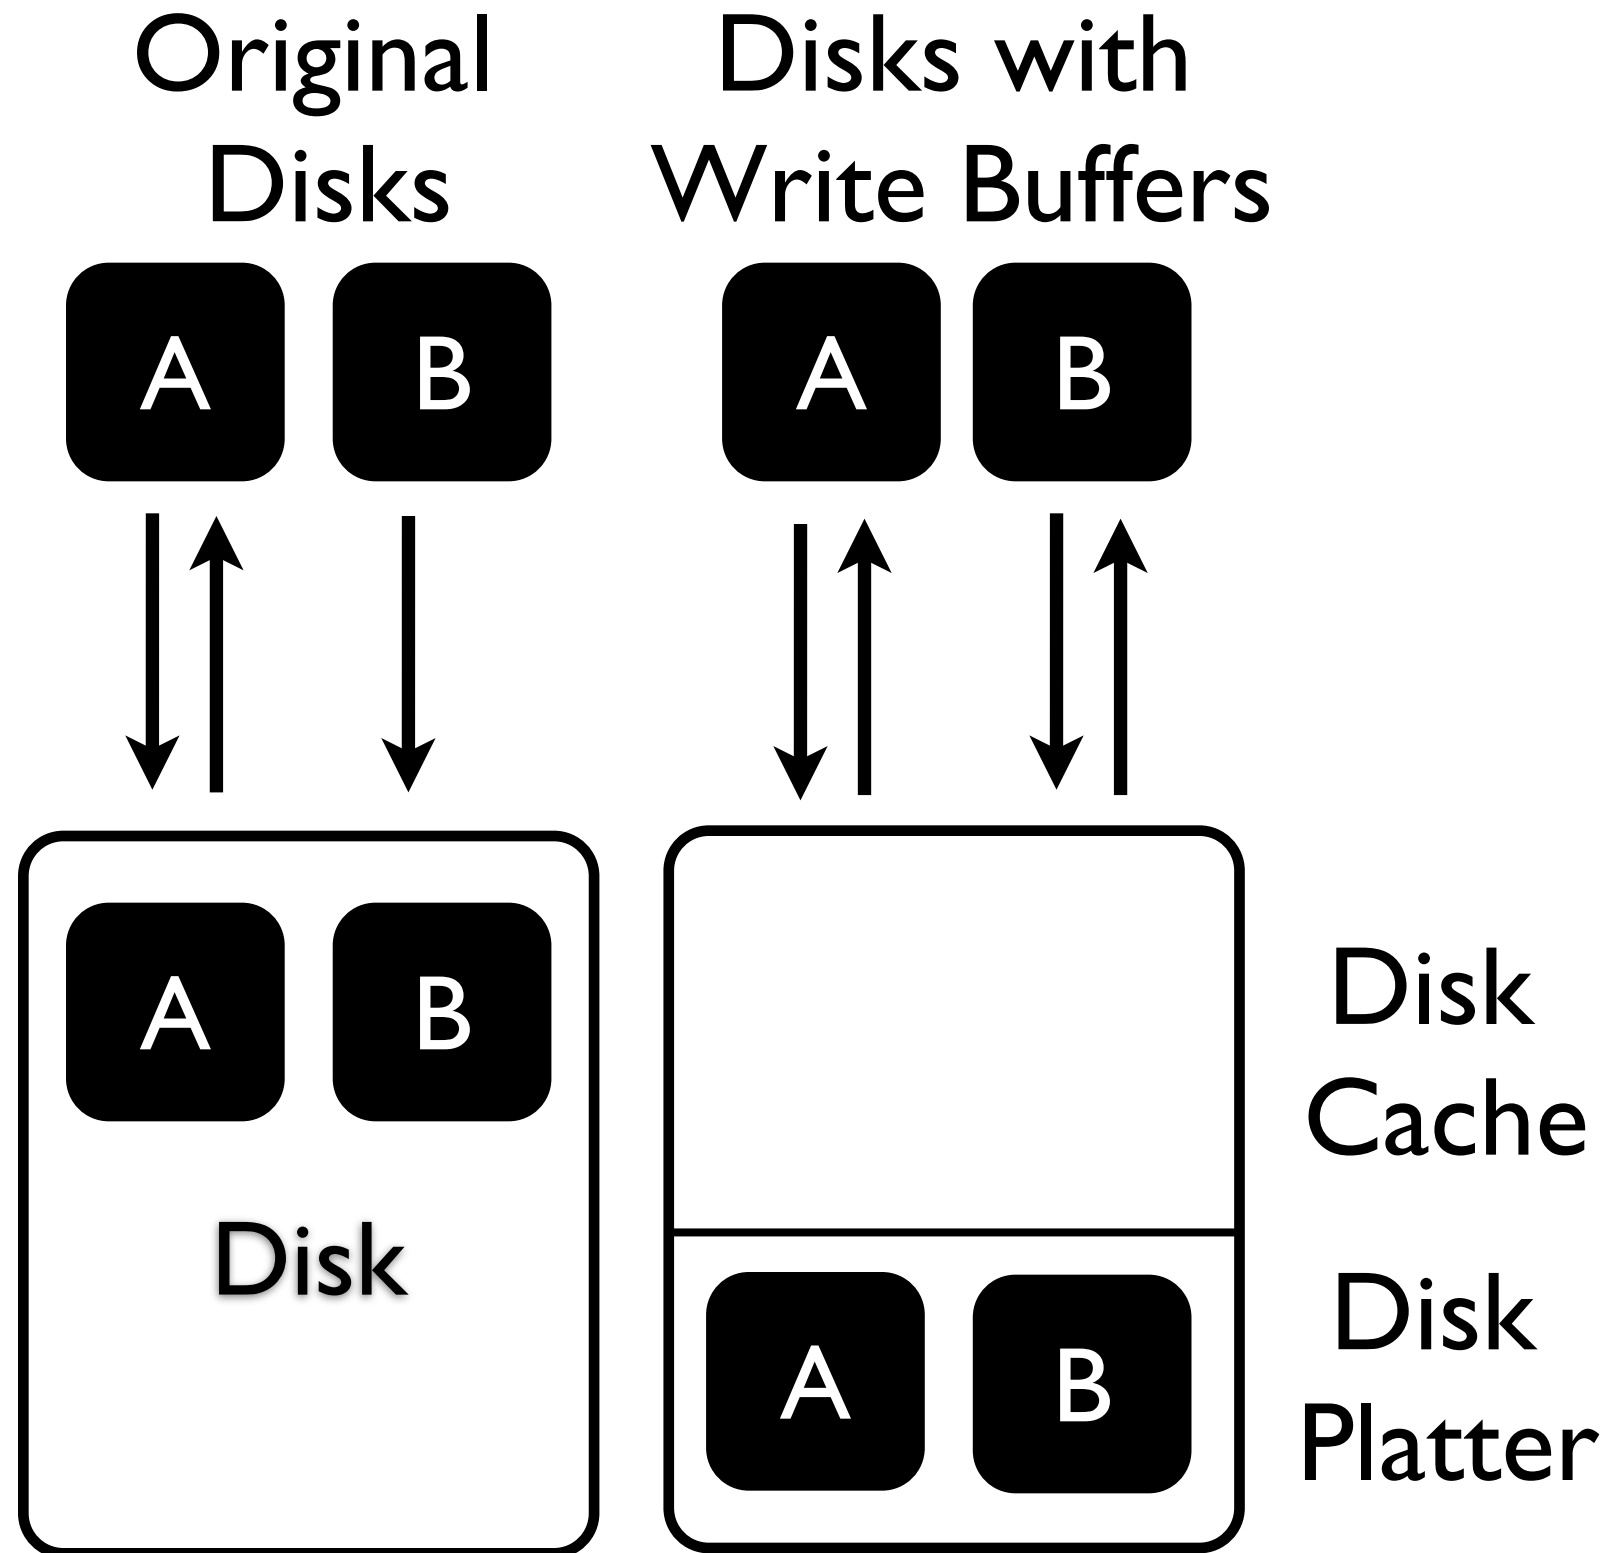 Original
Disks
Disks with
Write Buffers
A B
A B
A B
Disk
Disk
Cache
A B
Disk
Platter